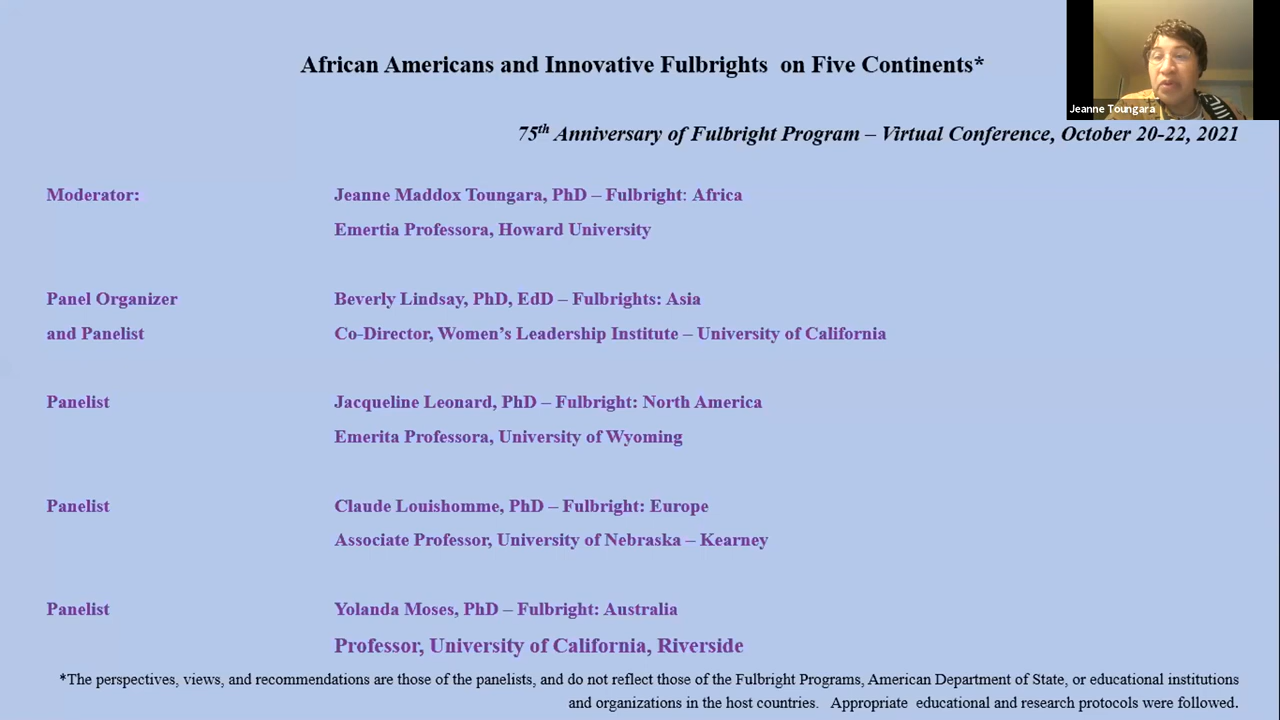 African Americans and Innovative Fulbrights on Five Continents*
Jeanne Toungara
75th Anniversary of Fulbright Program – Virtual Conference, October 20-22, 2021
Moderator: Jeanne Maddox Toungara, PhD – Fulbright: Africa
Emertia Professora, Howard University
Panel Organizer Beverly Lindsay, PhD, EdD – Fulbrights: Asia
and Panelist Co-Director, Women's Leadership Institute – University of California
Panelist Jacqueline Leonard, PhD – Fulbright: North America
Emerita Professora, University of Wyoming
Panelist Claude Louishomme, PhD – Fulbright: Europe
Associate Professor, University of Nebraska – Kearney
Panelist Yolanda Moses, PhD – Fulbright: Australia
Professor, University of California, Riverside
*The perspectives, views, and recommendations are those of the panelists, and do not reflect those of the Fulbright Programs, American Department of State, or educational institutions
and organizations in the host countries. Appropriate educational and research protocols were followed.